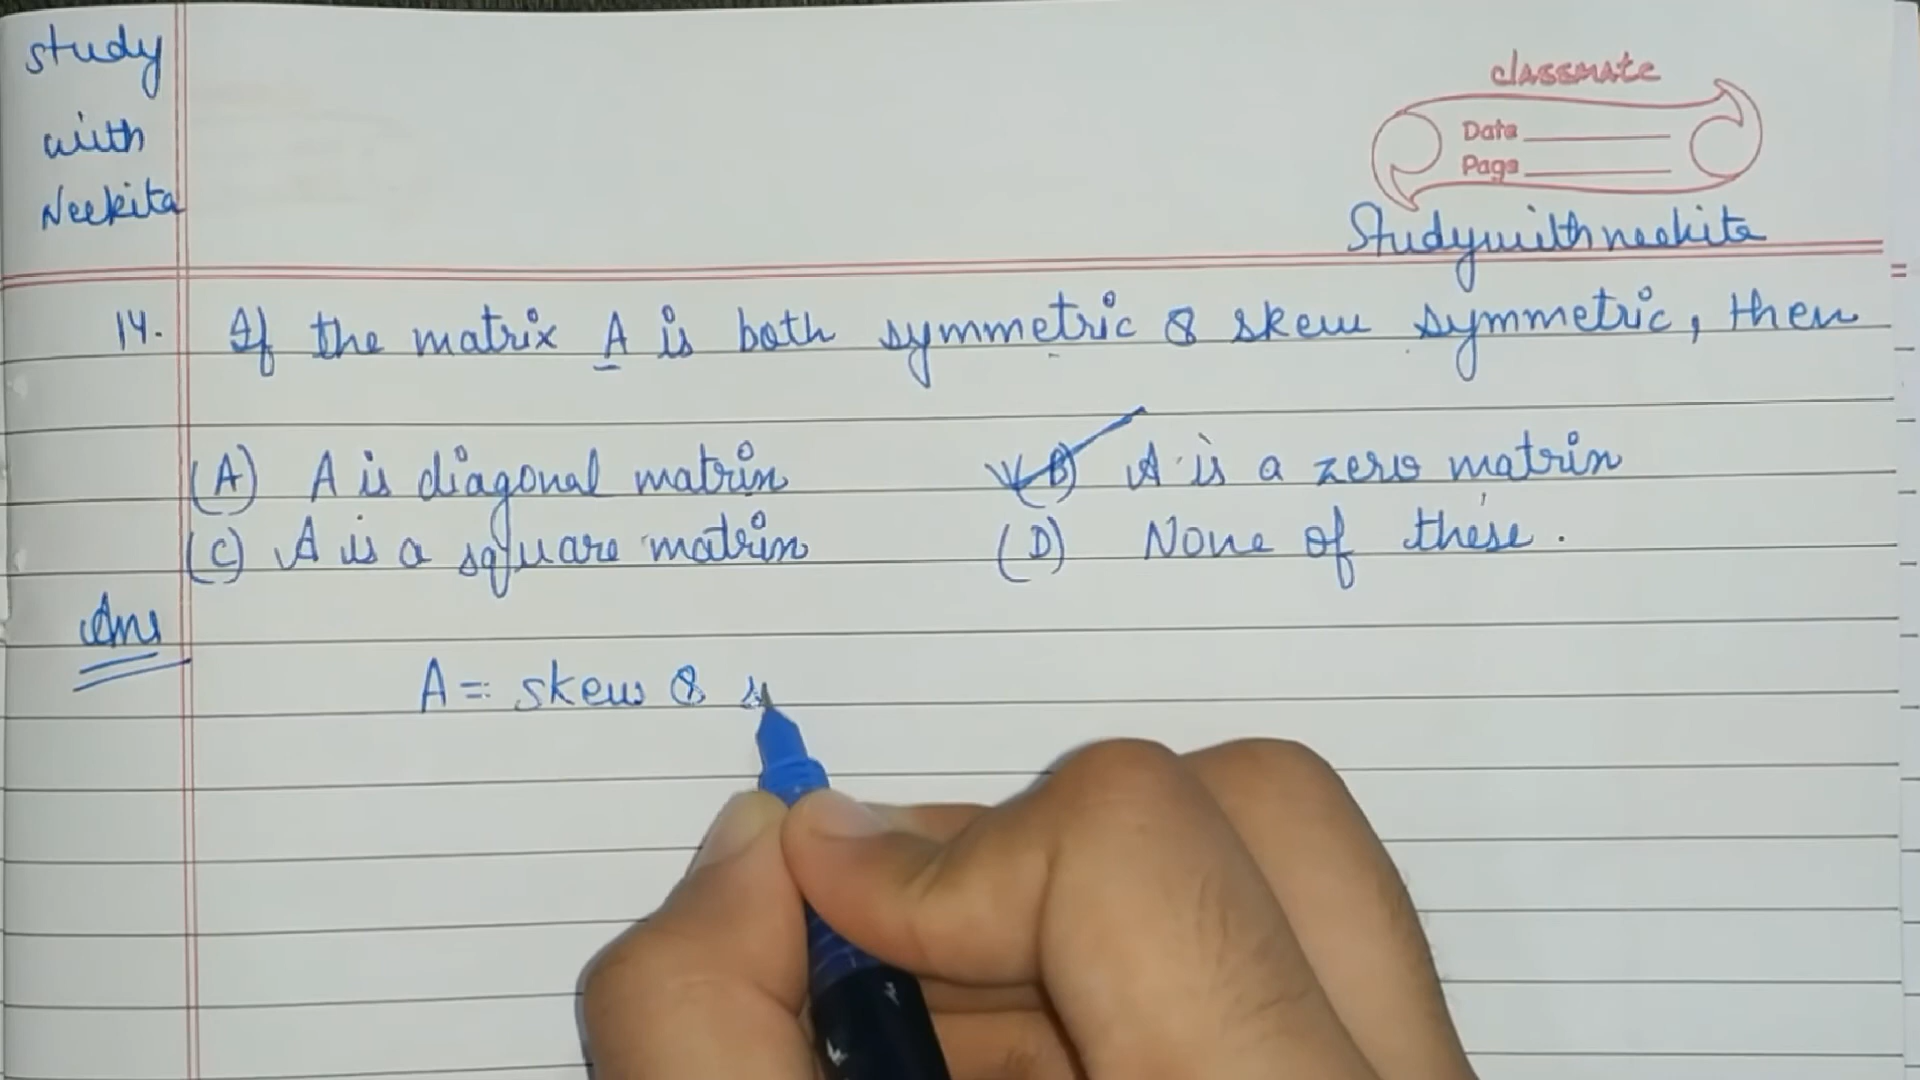 study
with
Neekita
classmate
Date
Page
Studywithneekita
14. If the matrix A is both symmetric & skew symmetric, then
(A) A is diagonal matrix (B) A is a zero matrix
(C) A is a square matrix (D) None of these.
Ans
A = skew & s